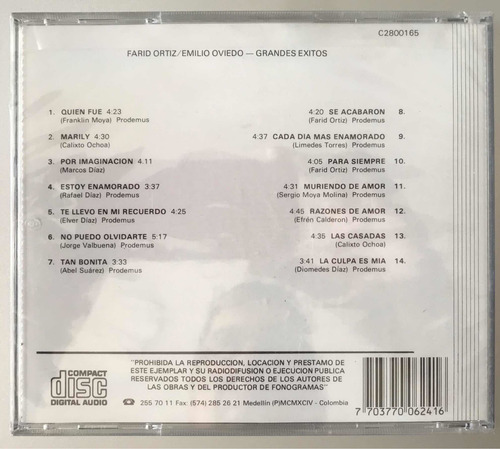 C2800165
FARID ORTIZ/EMILIO OVIEDO — GRANDES EXITOS
1. QUIEN FUE 4:23
(Franklin Moya) Prodemus
2. MARILY 4:30
(Calixto Ochoa)
3. POR IMAGINACION 4.11
(Marcos Díaz)
4. ESTOY ENAMORADO 3:37
(Rafael Díaz) Prodemus
5. TE LLEVO EN MI RECUERDO 4:25
(Elver Díaz) Prodemus
6. NO PUEDO OLVIDARTE 5:17
(Jorge Valbuena) Prodemus
7. TAN BONITA 3:33
(Abel Suárez) Prodemus
4:20 SE ACABARON 8.
(Farid Ortiz) Prodemus
4:37 CADA DIA MAS ENAMORADO 9.
(Limedes Torres) Prodemus
4:05 PARA SIEMPRE 10.
(Farid Ortiz) Prodemus
4:31 MURIENDO DE AMOR 11.
(Sergio Moya Molina) Prodemus
4:45 RAZONES DE AMOR 12.
(Efrén Calderon) Prodemus
4:35 LAS CASADAS 13.
(Calixto Ochoa)
3:41 LA CULPA ES MIA 14.
(Diomedes Díaz) Prodemus
COMPACT
disc
DIGITAL AUDIO
"PROHIBIDA LA REPRODUCCION, LOCACION Y PRESTAMO DE
ESTE EJEMPLAR Y SU RADIODIFUSION O EJECUCION PUBLICA
RESERVADOS TODOS LOS DERECHOS DE LOS AUTORES DE
LAS OBRAS Y DEL PRODUCTOR DE FONOGRAMAS"
255 70 11 Fax (574) 285 26 21 Medellín (P)MCMXCIV - Colombia
7 703770 062416